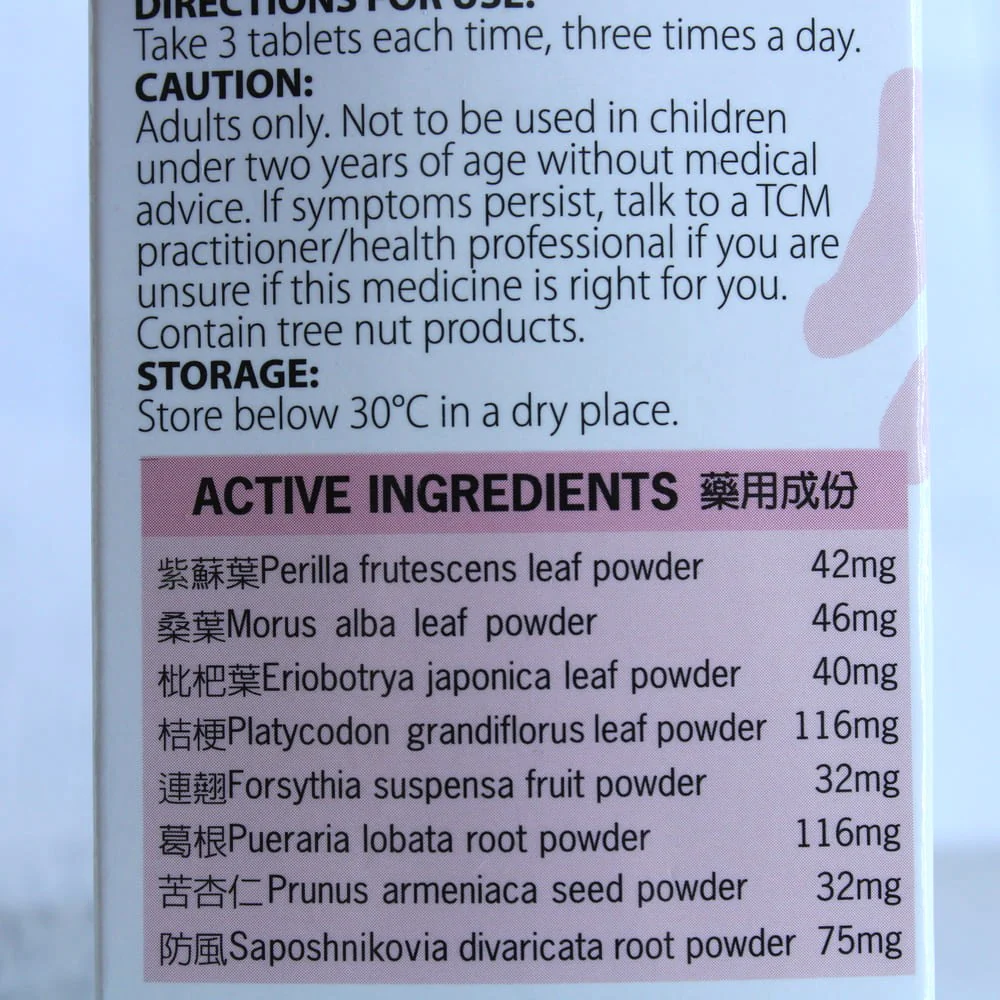 DIRECTIONS FOR USE:
Take 3 tablets each time, three times a day.
CAUTION:
Adults only. Not to be used in children
under two years of age without medical
advice. If symptoms persist, talk to a TCM
practitioner/health professional if you are
unsure if this medicine is right for you.
Contain tree nut products.
STORAGE:
Store below 30°C in a dry place.
ACTIVE INGREDIENTS 藥用成份
紫蘇葉Perilla frutescens leaf powder 42mg
桑葉Morus alba leaf powder 46mg
枇杷葉Eriobotrya japonica leaf powder 40mg
桔梗Platycodon grandiflorus leaf powder 116mg
連翹Forsythia suspensa fruit powder 32mg
葛根Pueraria lobata root powder 116mg
苦杏仁Prunus armeniaca seed powder 32mg
防風Saposhnikovia divaricata root powder 75mg